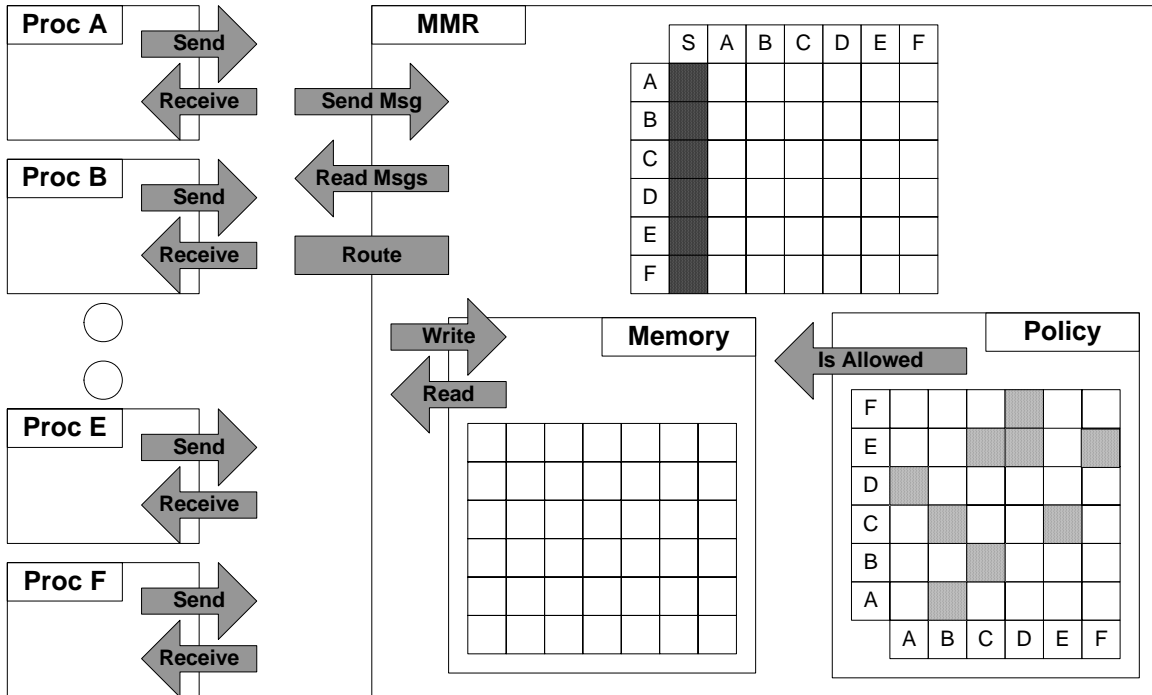 Proc A
Send
Receive
Proc B
Send
Receive
Proc E
Send
Receive
Proc F
Send
Receive
MMR
Send Msg
Read Msgs
Route
S A B C D E F
A
B
C
D
E
F
Write
Read
Memory
Is Allowed
Policy
F
E
D
C
B
A
A B C D E F